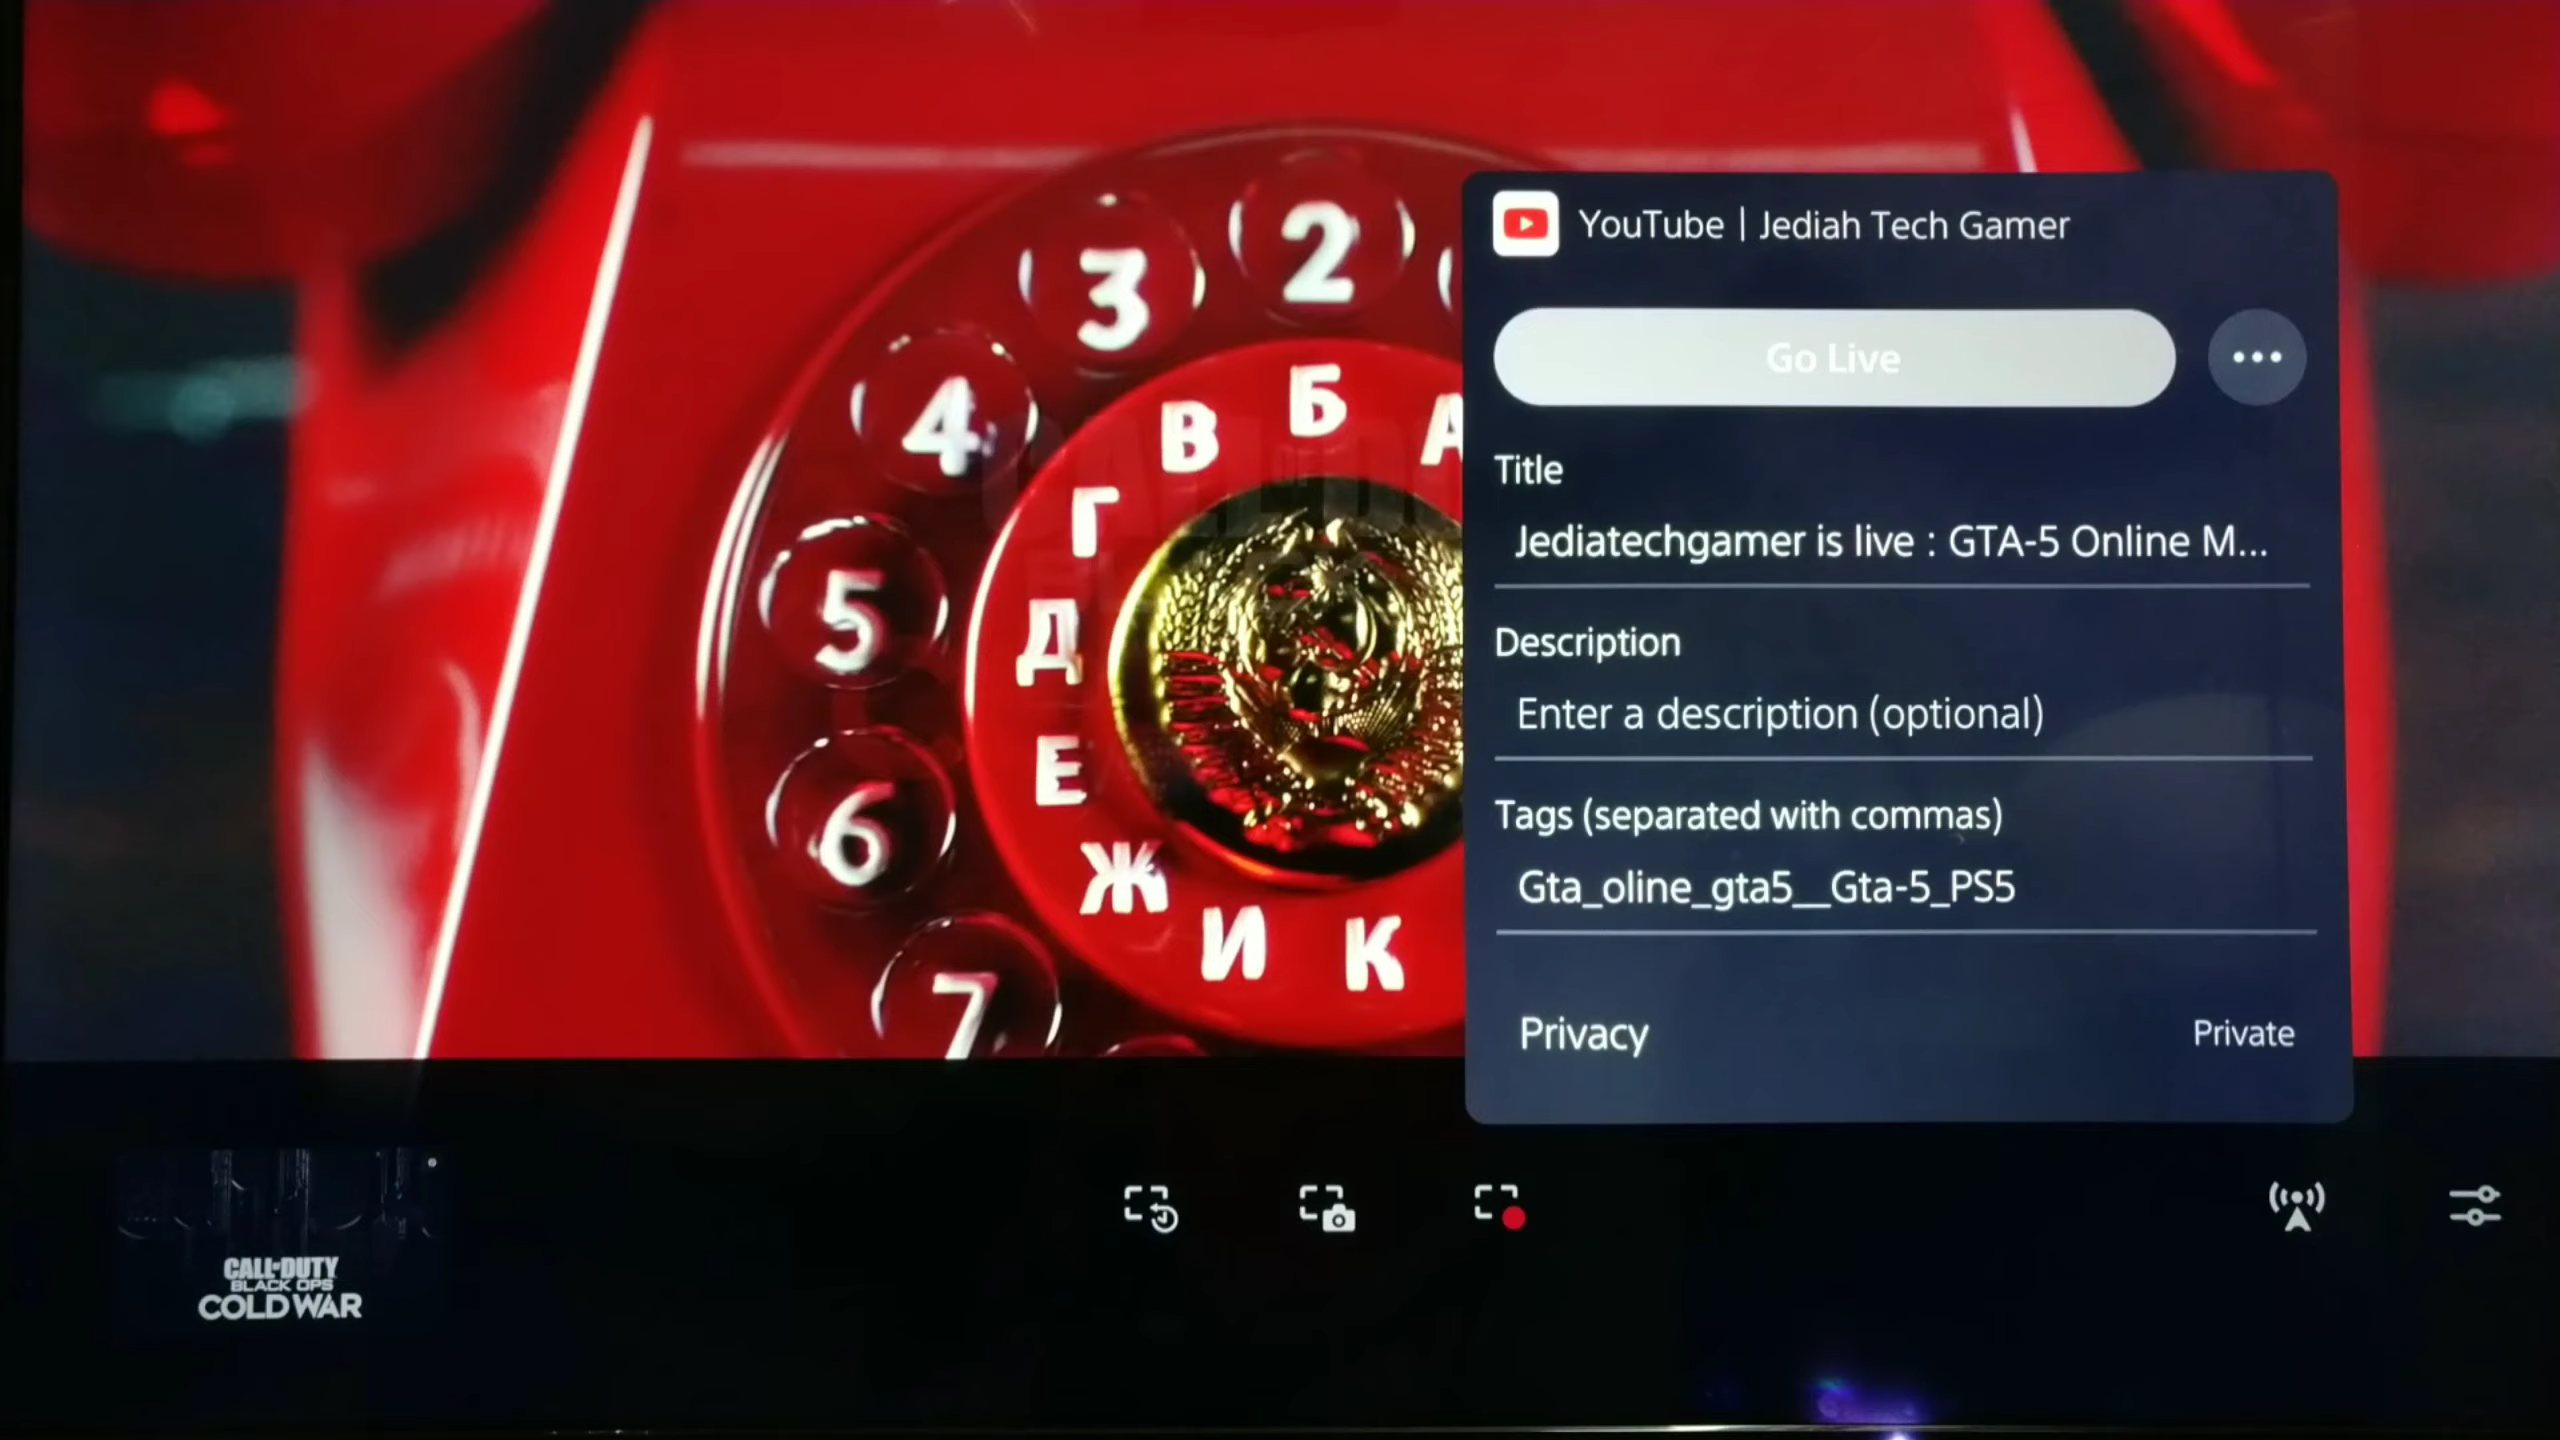 YouTube | Jediah Tech Gamer
Go Live
Title
Jediatechgamer is live : GTA-5 Online M...
Description
Enter a description (optional)
Tags (separated with commas)
Gta_oline_gta5__Gta-5_PS5
Privacy Private
2
3
4
5
6
7
А
Б
В
Г
Д
Е
Ж
И
К
CALL OF DUTY
BLACK OPS
COLD WAR